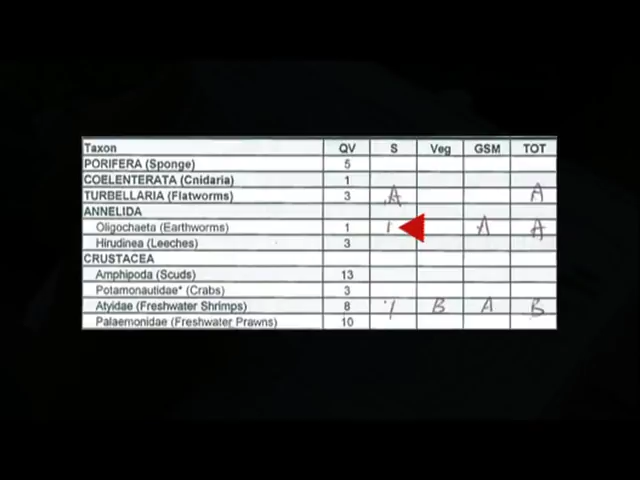 Taxon QV S Veg GSM TOT
PORIFERA (Sponge) 5
COELENTERATA (Cnidaria) 1
TURBELLARIA (Flatworms) 3 A A
ANNELIDA
Oligochaeta (Earthworms) 1 1 A A
Hirudinea (Leeches) 3
CRUSTACEA
Amphipoda (Scuds) 13
Potamonautidae* (Crabs) 3
Atyidae (Freshwater Shrimps) 8 1 B A B
Palaemonidae (Freshwater Prawns) 10